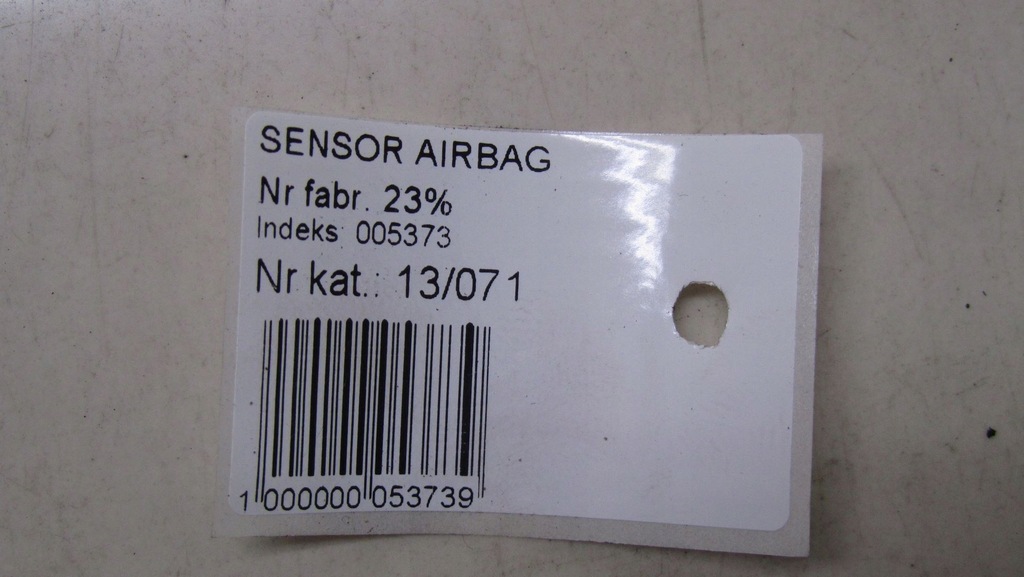 SENSOR AIRBAG
Nr fabr. 23%
Indeks: 005373
Nr kat.: 13/071
1 000000 053739